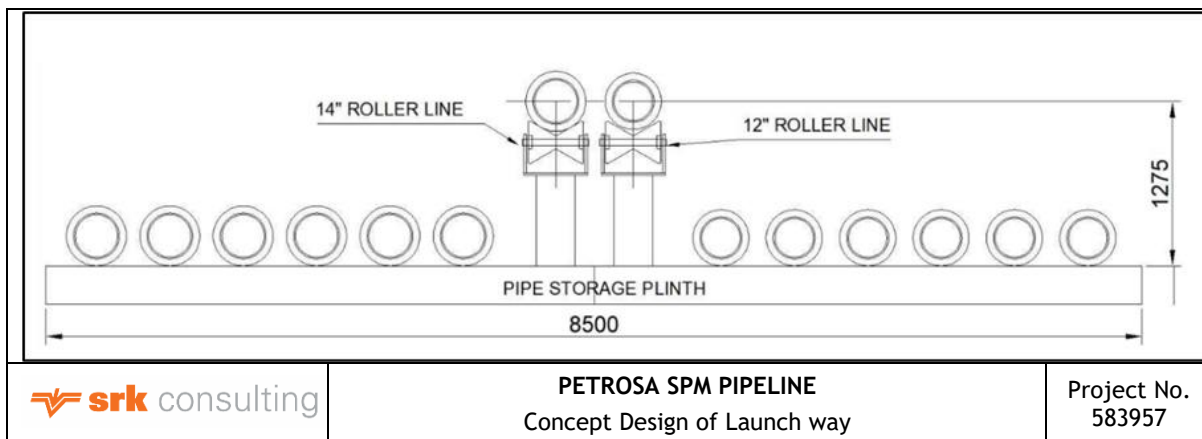 14" ROLLER LINE
12" ROLLER LINE
1275
PIPE STORAGE PLINTH
8500
srk consulting
PETROSA SPM PIPELINE
Concept Design of Launch way
Project No.
583957